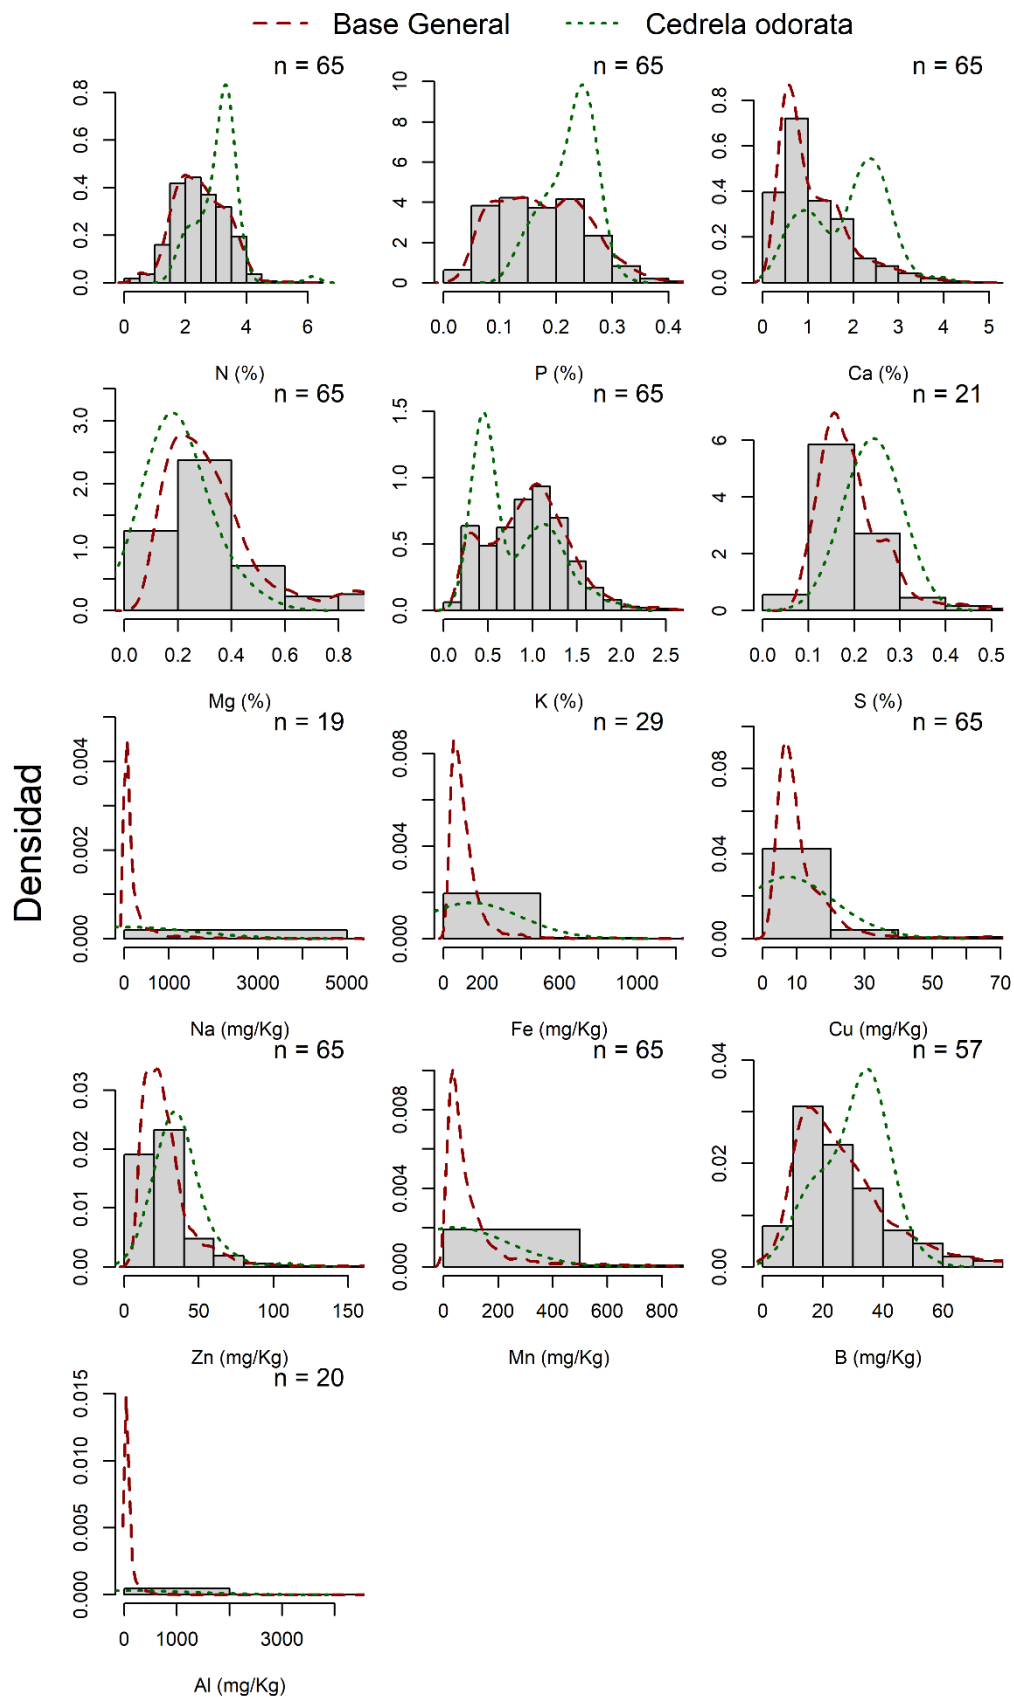 Base General Cedrela odorata
n = 65 n = 65 n = 65
0.0 0.2 0.4 0.6 0.8
0 2 4 6
N (%)
0 2 4 6 8 10
0.0 0.1 0.2 0.3 0.4
P (%)
0.0 0.2 0.4 0.6 0.8
0 1 2 3 4 5
Ca (%)
n = 65 n = 65 n = 21
0.0 1.0 2.0 3.0
0.0 0.2 0.4 0.6 0.8
Mg (%)
0.0 0.5 1.0 1.5
0.0 0.5 1.0 1.5 2.0 2.5
K (%)
0 2 4 6
0.0 0.1 0.2 0.3 0.4 0.5
S (%)
Densidad
n = 19 n = 29 n = 65
0.000 0.002 0.004
0 1000 3000 5000
Na (mg/Kg)
0.000 0.004 0.008
0 200 600 1000
Fe (mg/Kg)
0.00 0.04 0.08
0 10 30 50 70
Cu (mg/Kg)
n = 65 n = 65 n = 57
0.00 0.01 0.02 0.03
0 50 100 150
Zn (mg/Kg)
0.000 0.004 0.008
0 200 400 600 800
Mn (mg/Kg)
0.00 0.02 0.04
0 20 40 60
B (mg/Kg)
n = 20
0.000 0.005 0.010 0.015
0 1000 3000
Al (mg/Kg)